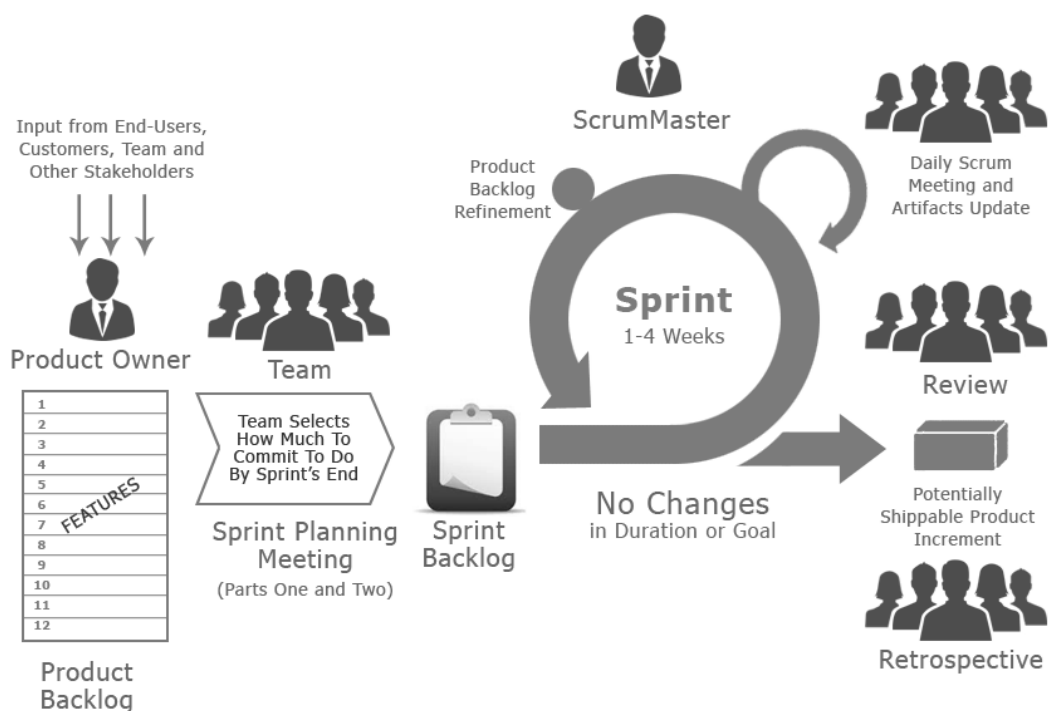 Input from End-Users,
Customers, Team and
Other Stakeholders
Product Owner
1
2
3
4
5
6
7
8
9
10
11
12
FEATURES
Product
Backlog
Team
Team Selects
How Much To
Commit To Do
By Sprint's End
Sprint Planning
Meeting
(Parts One and Two)
Sprint
Backlog
ScrumMaster
Product
Backlog
Refinement
Sprint
1-4 Weeks
No Changes
in Duration or Goal
Daily Scrum
Meeting and
Artifacts Update
Review
Potentially
Shippable Product
Increment
Retrospective